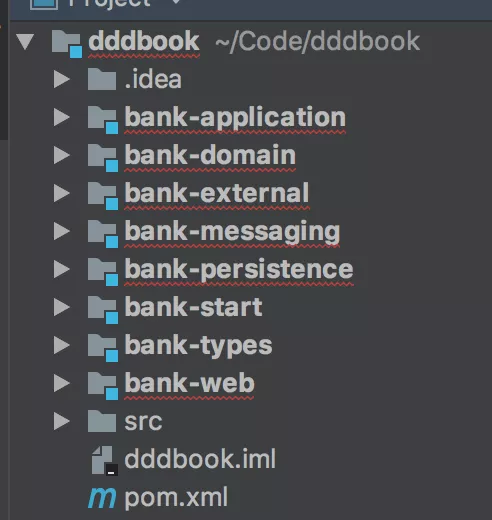 Project
dddbook ~/Code/dddbook
.idea
bank-application
bank-domain
bank-external
bank-messaging
bank-persistence
bank-start
bank-types
bank-web
src
dddbook.iml
pom.xml